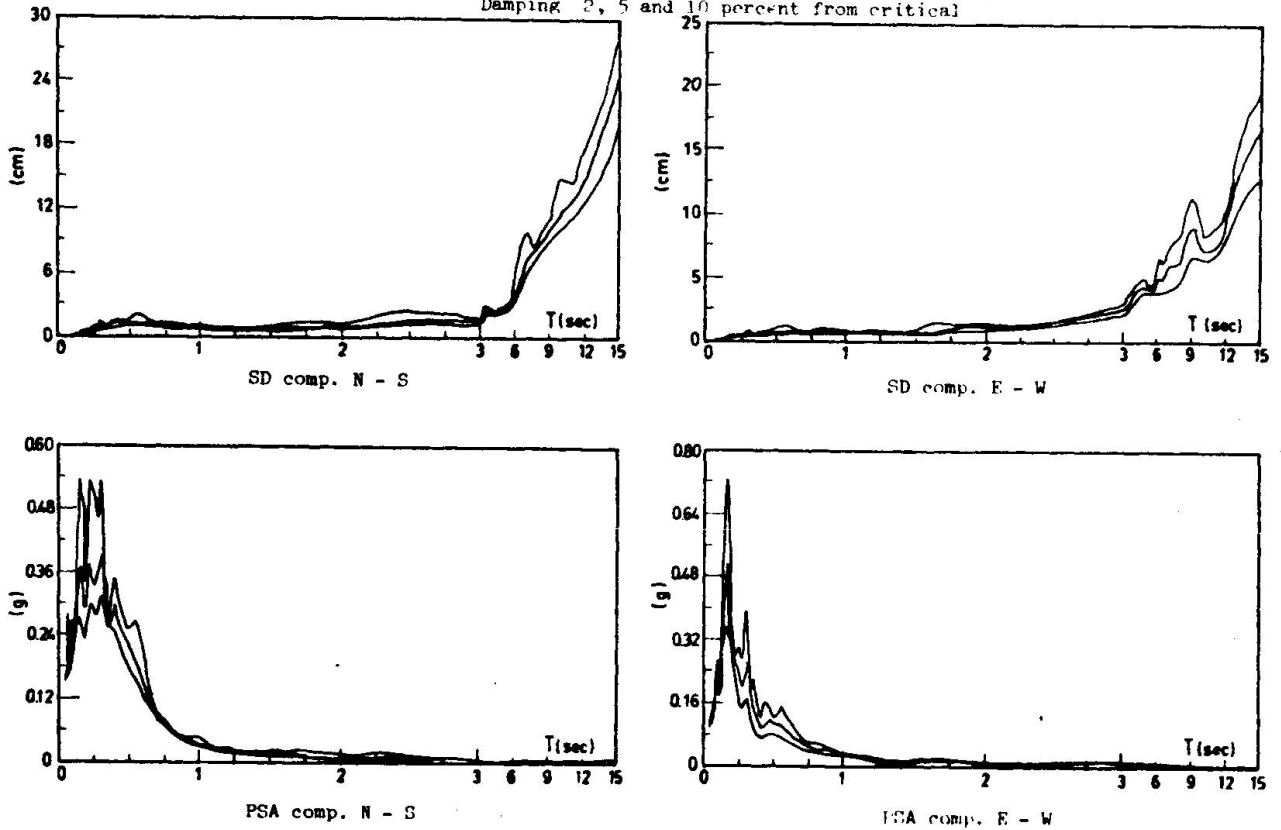 Damping 2, 5 and 10 percent from critical
30
24
18
12
6
0
(cm)
T(sec)
0 1 2 3 6 9 12 15
SD comp. N - S
25
20
15
10
5
0
(cm)
T(sec)
0 1 2 3 6 9 12 15
SD comp. E - W
0.60
0.48
0.36
0.24
0.12
0
(g)
T(sec)
0 1 2 3 6 9 12 15
PSA comp. N - S
0.80
0.64
0.48
0.32
0.16
0
(g)
T(sec)
0 1 2 3 6 9 12 15
PSA comp. E - W